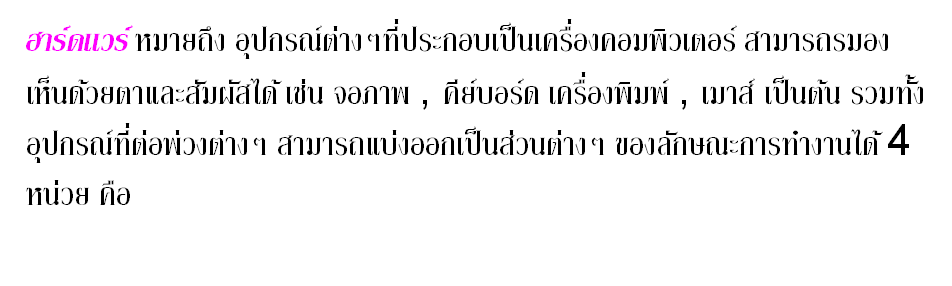 ฮาร์ดแวร์ หมายถึง อุปกรณ์ต่างๆที่ประกอบเป็นเครื่องคอมพิวเตอร์ สามารถรมอง
เห็นด้วยตาและสัมผัสได้ เช่น จอภาพ , คีย์บอร์ด เครื่องพิมพ์ , เมาส์ เป็นต้น รวมทั้ง
อุปกรณ์ที่ต่อพ่วงต่างๆ สามารถแบ่งออกเป็นส่วนต่างๆ ของลักษณะการทำงานได้ 4
หน่วย คือ